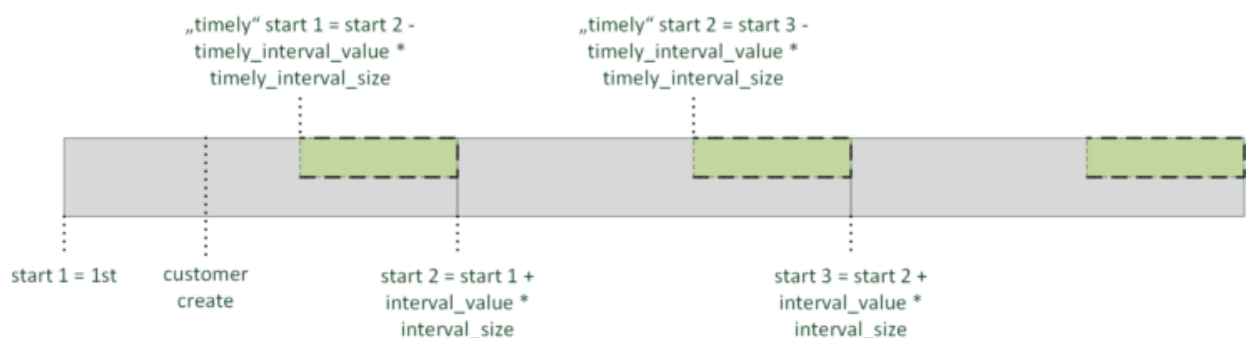 „timely“ start 1 = start 2 -
timely_interval_value *
timely_interval_size
„timely“ start 2 = start 3 -
timely_interval_value *
timely_interval_size
start 1 = 1st
customer
create
start 2 = start 1 +
interval_value *
interval_size
start 3 = start 2 +
interval_value *
interval_size